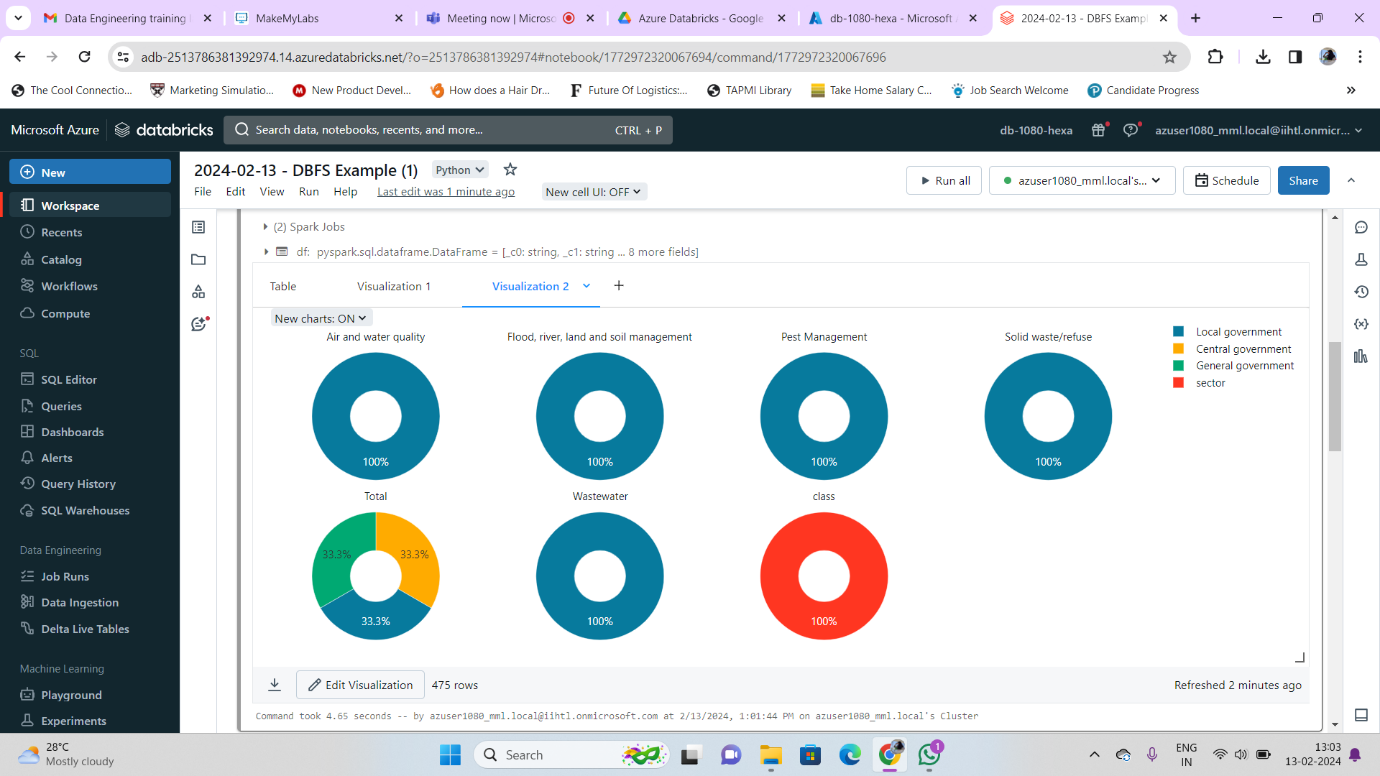 Data Engineering training
MakeMyLabs
Meeting now | Microso
Azure Databricks - Google
db-1080-hexa - Microsoft
2024-02-13 - DBFS Exampl
adb-2513786381392974.14.azuredatabricks.net/?o=2513786381392974#notebook/1772972320067694/command/1772972320067696
The Cool Connectio...
Marketing Simulatio...
New Product Devel...
How does a Hair Dr...
Future Of Logistics:...
TAPMI Library
Take Home Salary C...
Job Search Welcome
Candidate Progress
Microsoft Azure
databricks
Search data, notebooks, recents, and more...
CTRL + P
db-1080-hexa
azuser1080_mml.local@iihtl.onmicr...
New
Workspace
Recents
Catalog
Workflows
Compute
SQL
SQL Editor
Queries
Dashboards
Alerts
Query History
SQL Warehouses
Data Engineering
Job Runs
Data Ingestion
Delta Live Tables
Machine Learning
Playground
Experiments
2024-02-13 - DBFS Example (1)
Python
File Edit View Run Help
Last edit was 1 minute ago
New cell UI: OFF
Run all
azuser1080_mml.local's...
Schedule
Share
(2) Spark Jobs
df: pyspark.sql.dataframe.DataFrame = [_c0: string, _c1: string ... 8 more fields]
Table
Visualization 1
Visualization 2
New charts: ON
Air and water quality
Flood, river, land and soil management
Pest Management
Solid waste/refuse
100%
100%
100%
100%
Total
Wastewater
class
33.3%
33.3%
33.3%
100%
100%
Local government
Central government
General government
sector
Edit Visualization
475 rows
Refreshed 2 minutes ago
Command took 4.65 seconds -- by azuser1080_mml.local@iihtl.onmicrosoft.com at 2/13/2024, 1:01:44 PM on azuser1080_mml.local's Cluster
28°C
Mostly cloudy
Search
1
ENG
IN
13:03
13-02-2024